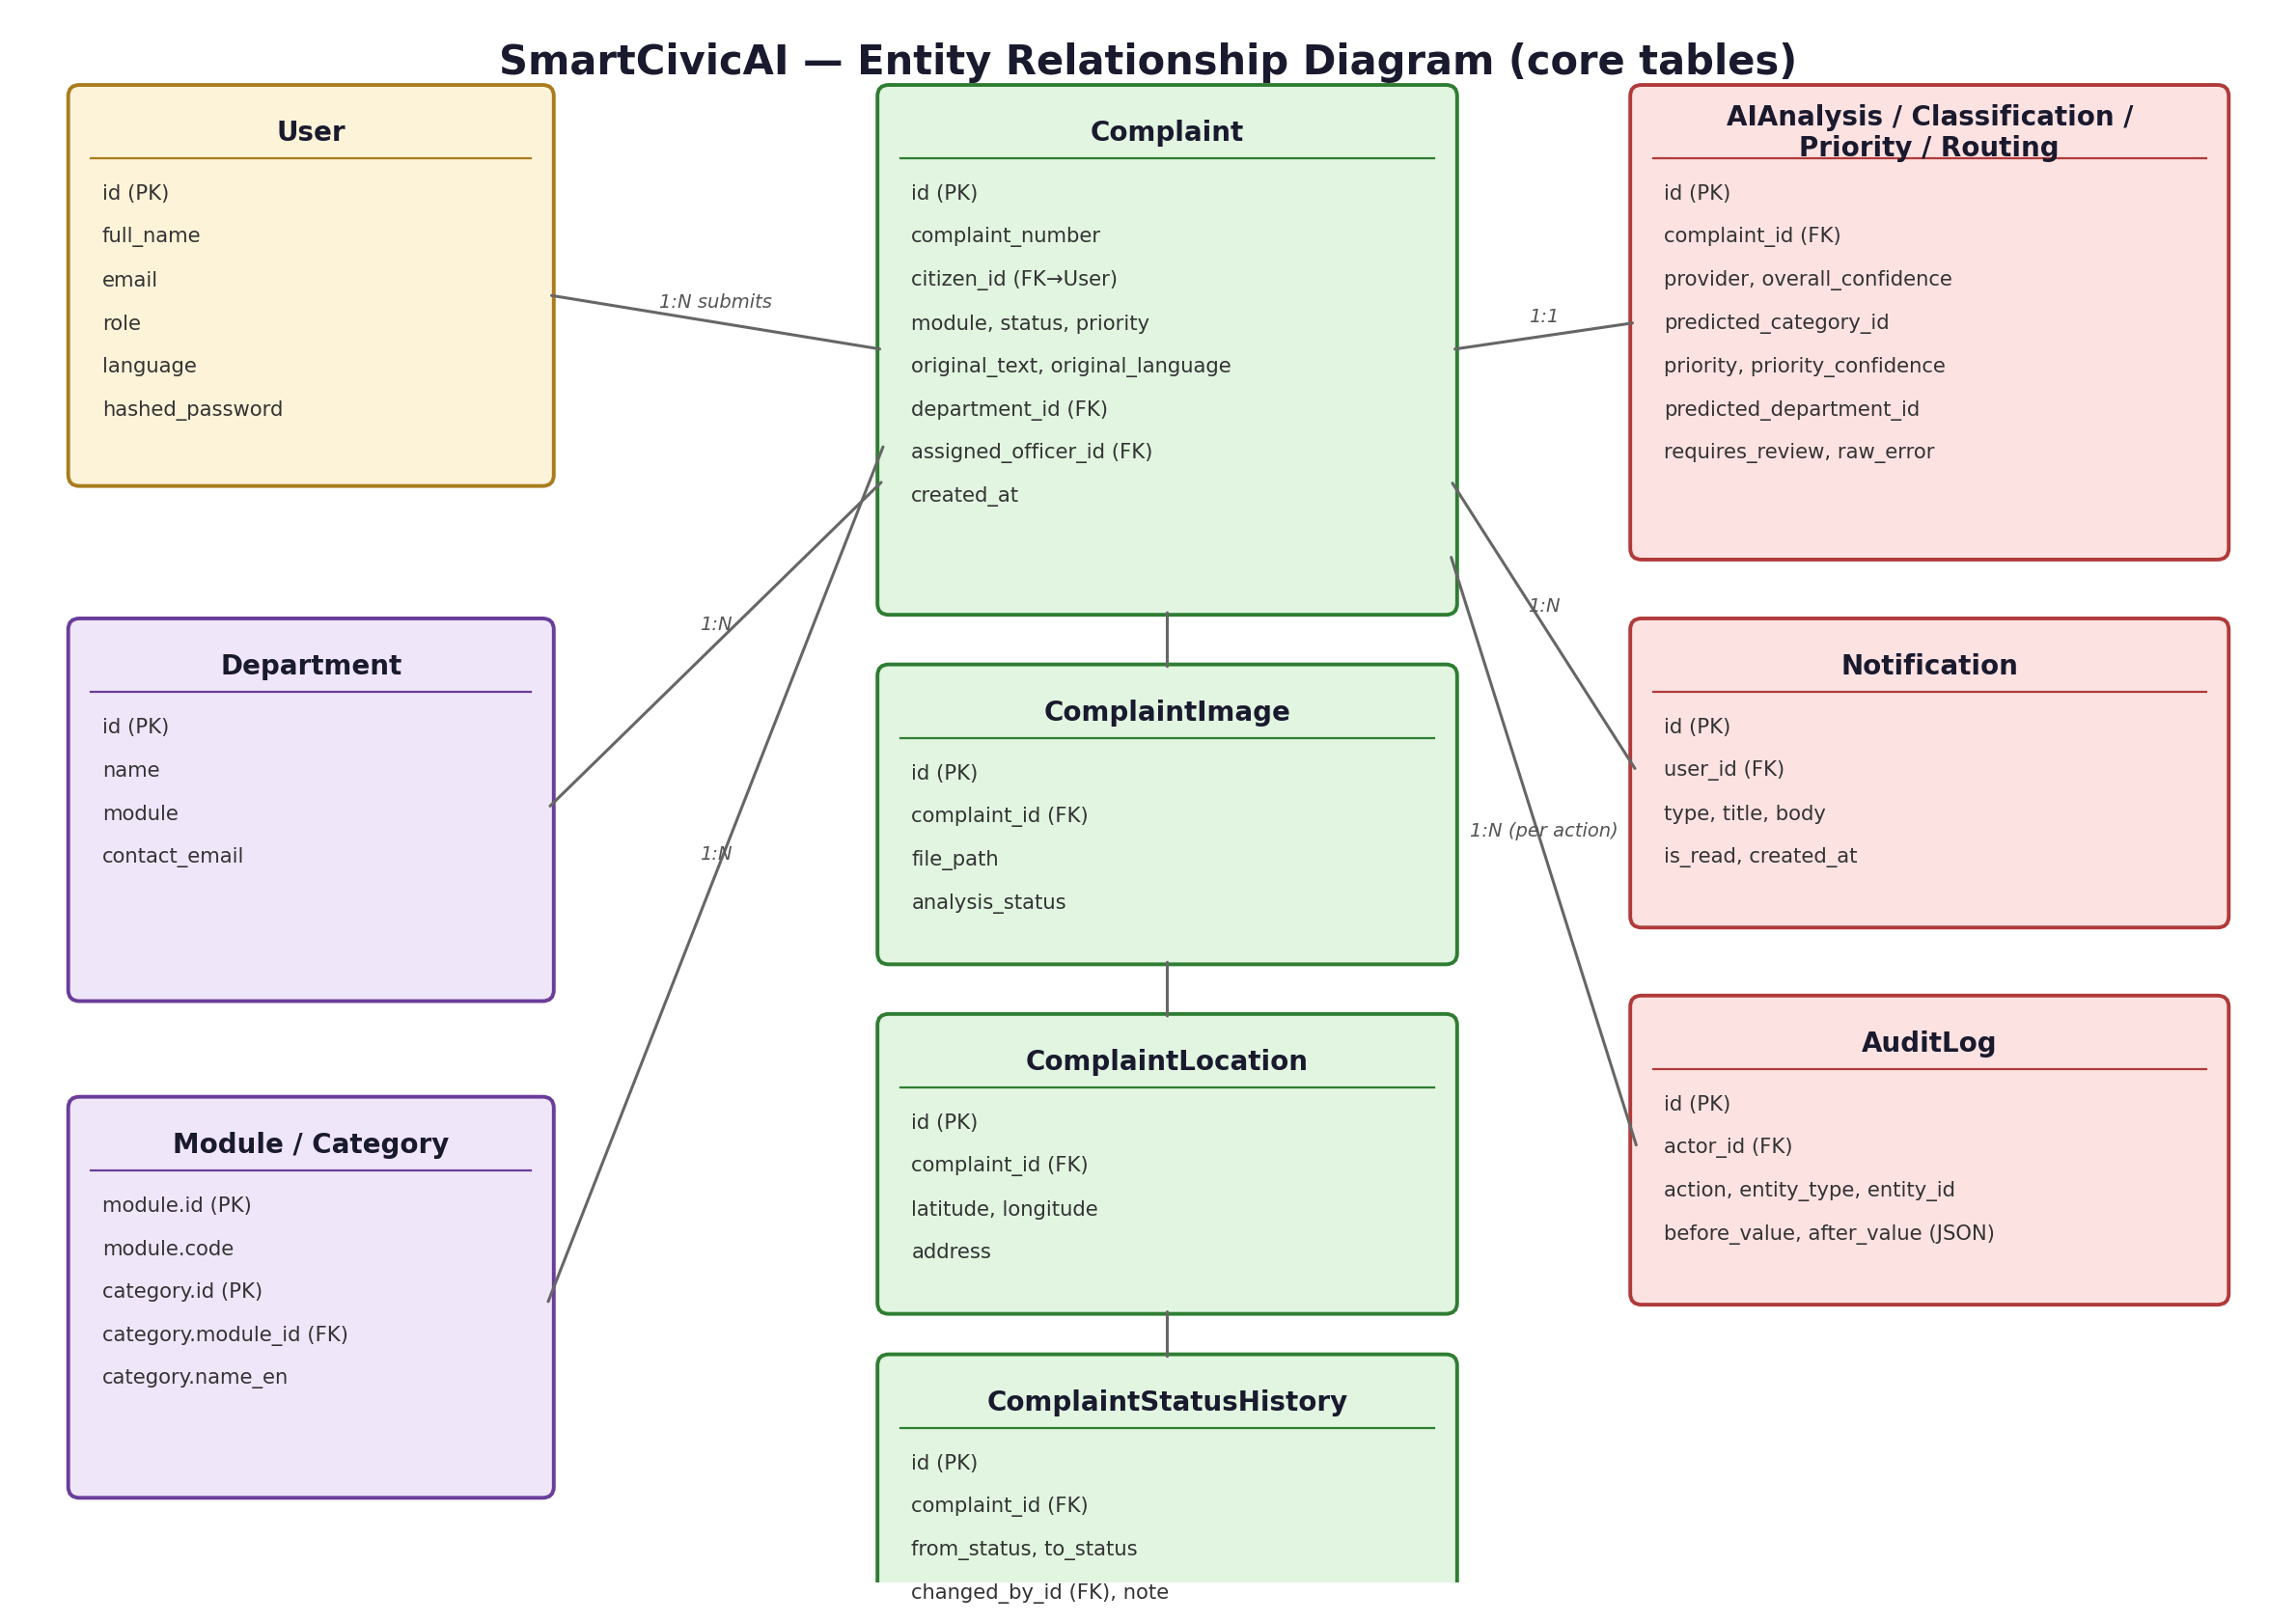 SmartCivicAI — Entity Relationship Diagram (core tables)
User
id (PK)
full_name
email
role
language
hashed_password
Department
id (PK)
name
module
contact_email
Module / Category
module.id (PK)
module.code
category.id (PK)
category.module_id (FK)
category.name_en
1:N submits
1:N
1:N
Complaint
id (PK)
complaint_number
citizen_id (FK→User)
module, status, priority
original_text, original_language
department_id (FK)
assigned_officer_id (FK)
created_at
ComplaintImage
id (PK)
complaint_id (FK)
file_path
analysis_status
ComplaintLocation
id (PK)
complaint_id (FK)
latitude, longitude
address
ComplaintStatusHistory
id (PK)
complaint_id (FK)
from_status, to_status
changed_by_id (FK), note
1:1
1:N
1:N (per action)
AIAnalysis / Classification /
Priority / Routing
id (PK)
complaint_id (FK)
provider, overall_confidence
predicted_category_id
priority, priority_confidence
predicted_department_id
requires_review, raw_error
Notification
id (PK)
user_id (FK)
type, title, body
is_read, created_at
AuditLog
id (PK)
actor_id (FK)
action, entity_type, entity_id
before_value, after_value (JSON)